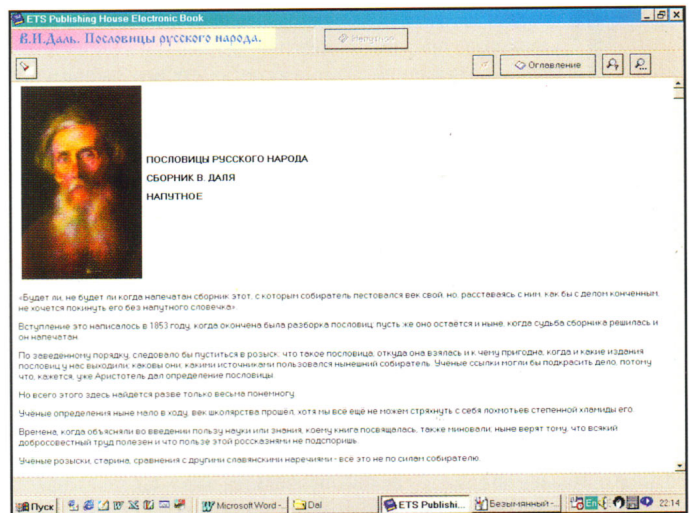 ETS Publishing House Electronic Book
В.И.Даль. Пословицы русского народа.
Напутное
Оглавление
ПОСЛОВИЦЫ РУССКОГО НАРОДА
СБОРНИК В. ДАЛЯ
НАПУТНОЕ
«Будет ли, не будет ли когда напечатан сборник этот, с которым собиратель пестовался век свой, но, расставаясь с ним, как бы с делом конченным,
не хочется покинуть его без напутного словечка»
Вступление это написалось в 1853 году, когда окончена была разборка пословиц; пусть же оно остается и ныне, когда судьба сборника решилась и
он напечатан.
По заведенному порядку, следовало бы пуститься в розыск: что такое пословица, откуда она взялась и к чему пригодна; когда и какие издания
пословиц у нас выходили; каковы они; какими источниками пользовался нынешний собиратель. Ученые ссылки могли бы подкрасить дело, потому
что, кажется, уже Аристотель дал определение пословицы.
Но всего этого здесь найдется разве только весьма понемногу.
Ученые определения ныне мало в ходу, век школярства прошел, хотя мы все ещё не можем стряхнуть с себя лохмотьев степенной хламиды его.
Времена, когда объясняли во введении пользу науки или знания, коему книга посвящалась, также миновали; ныне верят тому, что всякий
добросовестный труд полезен и что пользе этой россказнями не подспоришь.
Ученые розыски, старина, сравнения с другими славянскими наречиями - все это не по силам собирателю.
Пуск
Microsoft Word -...
Dal
ETS Publishi...
Безымянный -...
En
22:14